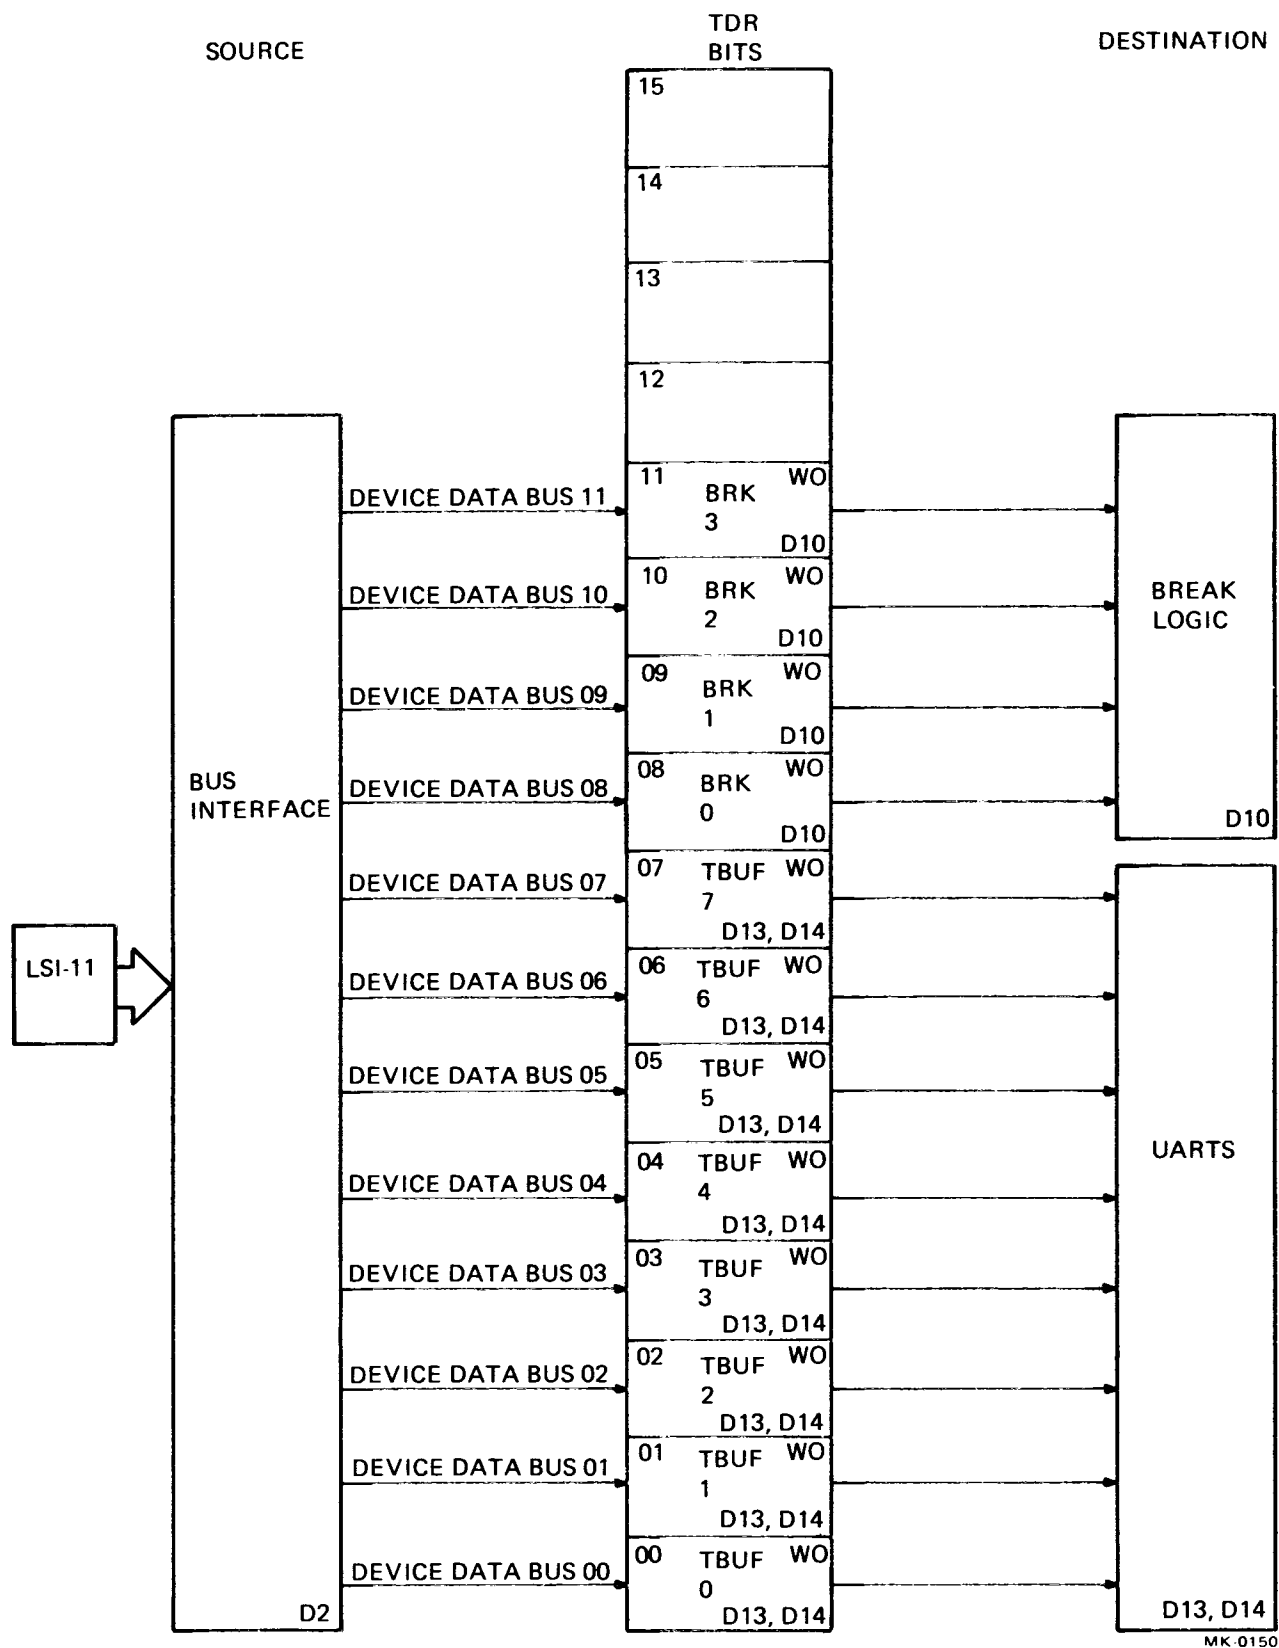 SOURCE
TDR
BITS
DESTINATION
15
14
13
12
DEVICE DATA BUS 11
11
BRK
3
WO
D10
DEVICE DATA BUS 10
10
BRK
2
WO
D10
BREAK
LOGIC
DEVICE DATA BUS 09
09
BRK
1
WO
D10
BUS
INTERFACE
DEVICE DATA BUS 08
08
BRK
0
WO
D10
D10
DEVICE DATA BUS 07
07
TBUF
7
WO
D13, D14
LSI-11
DEVICE DATA BUS 06
06
TBUF
6
WO
D13, D14
DEVICE DATA BUS 05
05
TBUF
5
WO
D13, D14
DEVICE DATA BUS 04
04
TBUF
4
WO
D13, D14
UARTS
DEVICE DATA BUS 03
03
TBUF
3
WO
D13, D14
DEVICE DATA BUS 02
02
TBUF
2
WO
D13, D14
DEVICE DATA BUS 01
01
TBUF
1
WO
D13, D14
DEVICE DATA BUS 00
00
TBUF
0
WO
D13, D14
D2
D13, D14
MK-0150